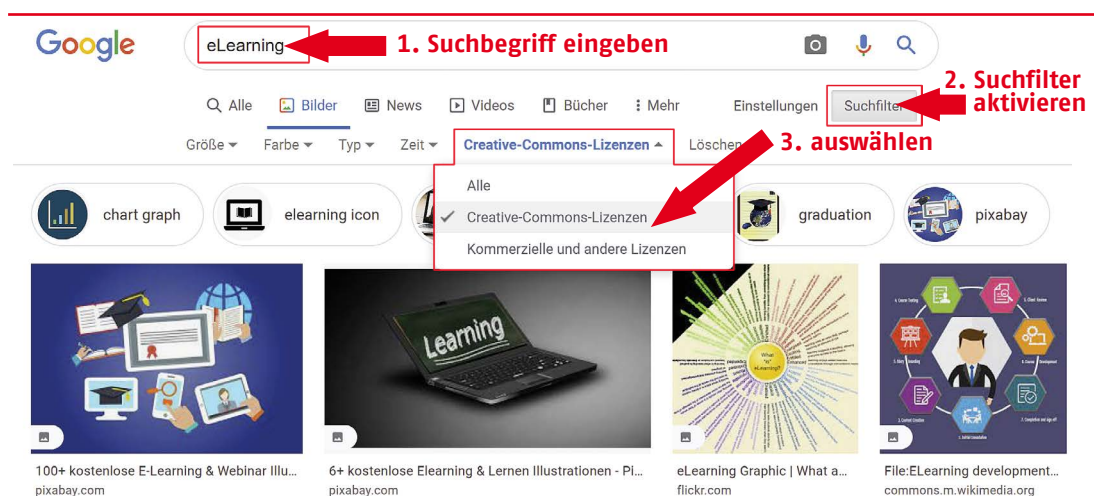 Google
eLearning
1. Suchbegriff eingeben
2. Suchfilter
aktivieren
Alle Bilder News Videos Bücher Mehr Einstellungen Suchfilter
Größe Farbe Typ Zeit Creative-Commons-Lizenzen Löschen
3. auswählen
Alle
Creative-Commons-Lizenzen
Kommerzielle und andere Lizenzen
chart graph elearning icon graduation pixabay
Learning
What
"is"
eLearning?
100+ kostenlose E-Learning & Webinar Illu...
pixabay.com
6+ kostenlose Elearning & Lernen Illustrationen - Pi...
pixabay.com
eLearning Graphic | What a...
flickr.com
File:ELearning development...
commons.m.wikimedia.org